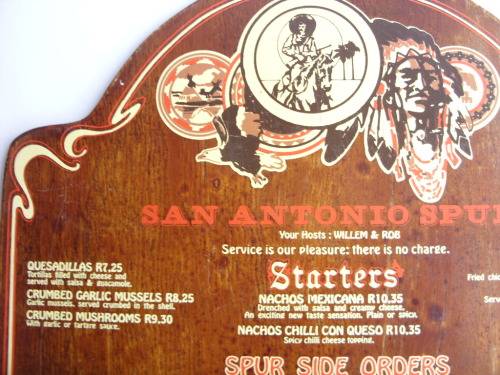 SAN ANTONIO SPU
Your Hosts : WILLEM & ROB
Service is our pleasure: there is no charge.
QUESADILLAS R7,25
Tortillas filled with cheese and
served with salsa & guacamole.
CRUMBED GARLIC MUSSELS R8,25
Garlic mussels, served crumbed in the shell.
CRUMBED MUSHROOMS R9,30
With garlic or tartare sauce.
Starters
NACHOS MEXICANA R10,35
Drenched with salsa and creamy cheese.
An exciting new taste sensation. Plain or spicy.
NACHOS CHILLI CON QUESO R10,35
Spicy chilli cheese topping.
Fried chic
Serv
SPUR SIDE ORDERS